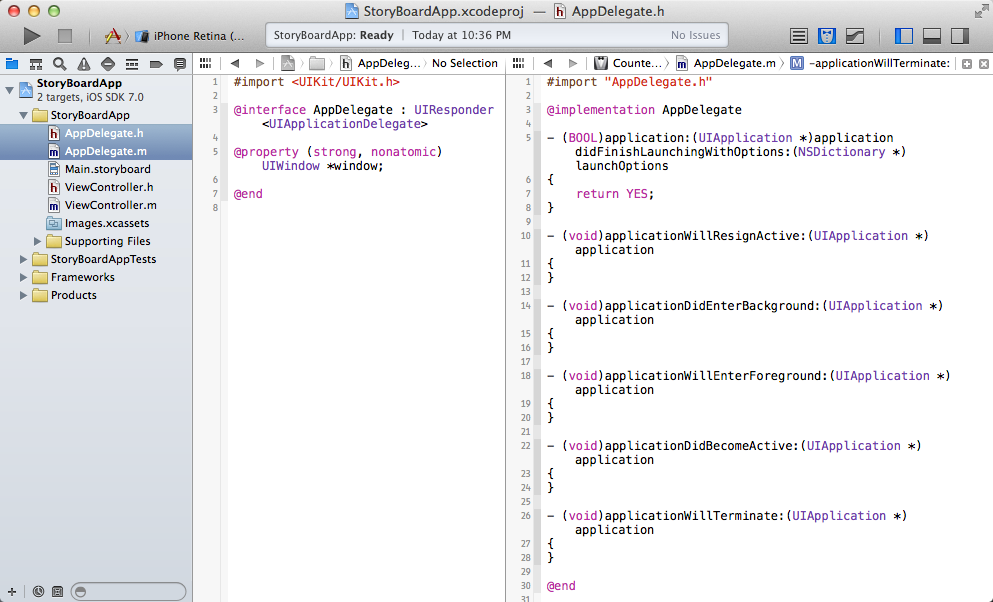 StoryBoardApp.xcodeproj — AppDelegate.h
iPhone Retina (...
StoryBoardApp: Ready | Today at 10:36 PM
No Issues
AppDeleg... No Selection
Counte... AppDelegate.m M -applicationWillTerminate:
StoryBoardApp
2 targets, iOS SDK 7.0
StoryBoardApp
h AppDelegate.h
m AppDelegate.m
Main.storyboard
h ViewController.h
m ViewController.m
Images.xcassets
Supporting Files
StoryBoardAppTests
Frameworks
Products
1 #import <UIKit/UIKit.h>
2
3 @interface AppDelegate : UIResponder
<UIApplicationDelegate>
4
5 @property (strong, nonatomic)
UIWindow *window;
6
7 @end
8
1 #import "AppDelegate.h"
2
3 @implementation AppDelegate
4
5 - (BOOL)application:(UIApplication *)application
didFinishLaunchingWithOptions:(NSDictionary *)
launchOptions
6 {
7 return YES;
8 }
9
10 - (void)applicationWillResignActive:(UIApplication *)
application
11 {
12 }
13
14 - (void)applicationDidEnterBackground:(UIApplication *)
application
15 {
16 }
17
18 - (void)applicationWillEnterForeground:(UIApplication *)
application
19 {
20 }
21
22 - (void)applicationDidBecomeActive:(UIApplication *)
application
23 {
24 }
25
26 - (void)applicationWillTerminate:(UIApplication *)
application
27 {
28 }
29
30 @end
31